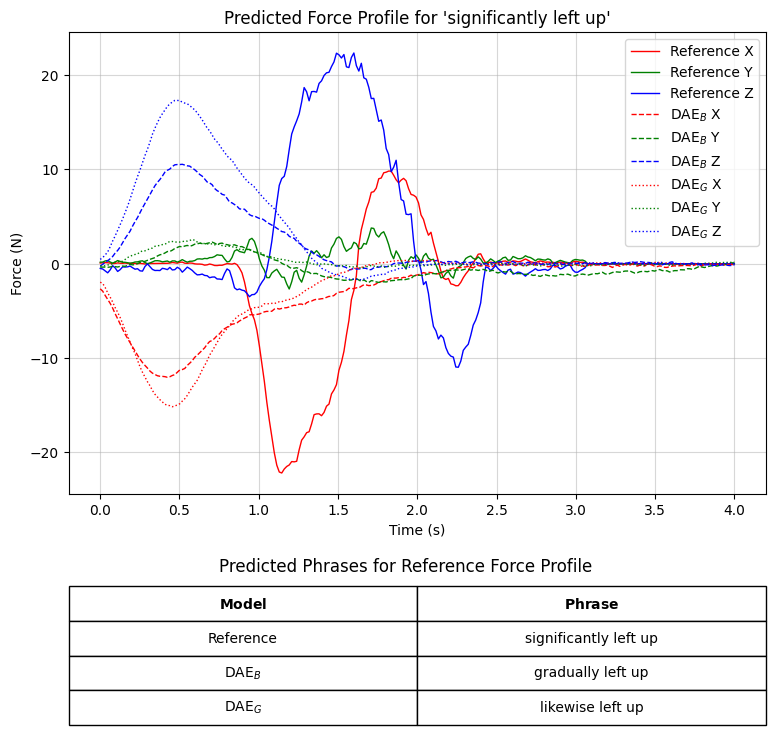 Predicted Force Profile for 'significantly left up'
Force (N)
20
10
0
−10
−20
Reference X
Reference Y
Reference Z
DAE_B X
DAE_B Y
DAE_B Z
DAE_G X
DAE_G Y
DAE_G Z
0.0 0.5 1.0 1.5 2.0 2.5 3.0 3.5 4.0
Time (s)
Predicted Phrases for Reference Force Profile
Model Phrase
Reference significantly left up
DAE_B gradually left up
DAE_G likewise left up